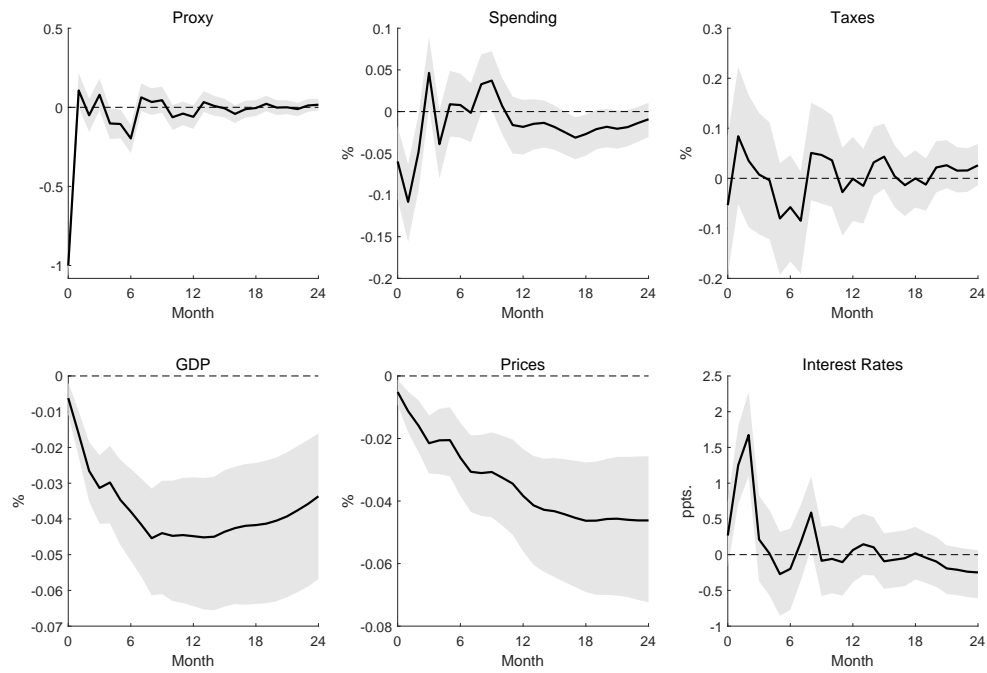 Proxy
0.5
0
-0.5
-1
0 6 12 18 24
Month
Spending
%
0.1
0.05
0
-0.05
-0.1
-0.15
-0.2
0 6 12 18 24
Month
Taxes
%
0.3
0.2
0.1
0
-0.1
-0.2
0 6 12 18 24
Month
GDP
%
0
-0.01
-0.02
-0.03
-0.04
-0.05
-0.06
-0.07
0 6 12 18 24
Month
Prices
%
0
-0.02
-0.04
-0.06
-0.08
0 6 12 18 24
Month
Interest Rates
ppts.
2.5
2
1.5
1
0.5
0
-0.5
-1
0 6 12 18 24
Month